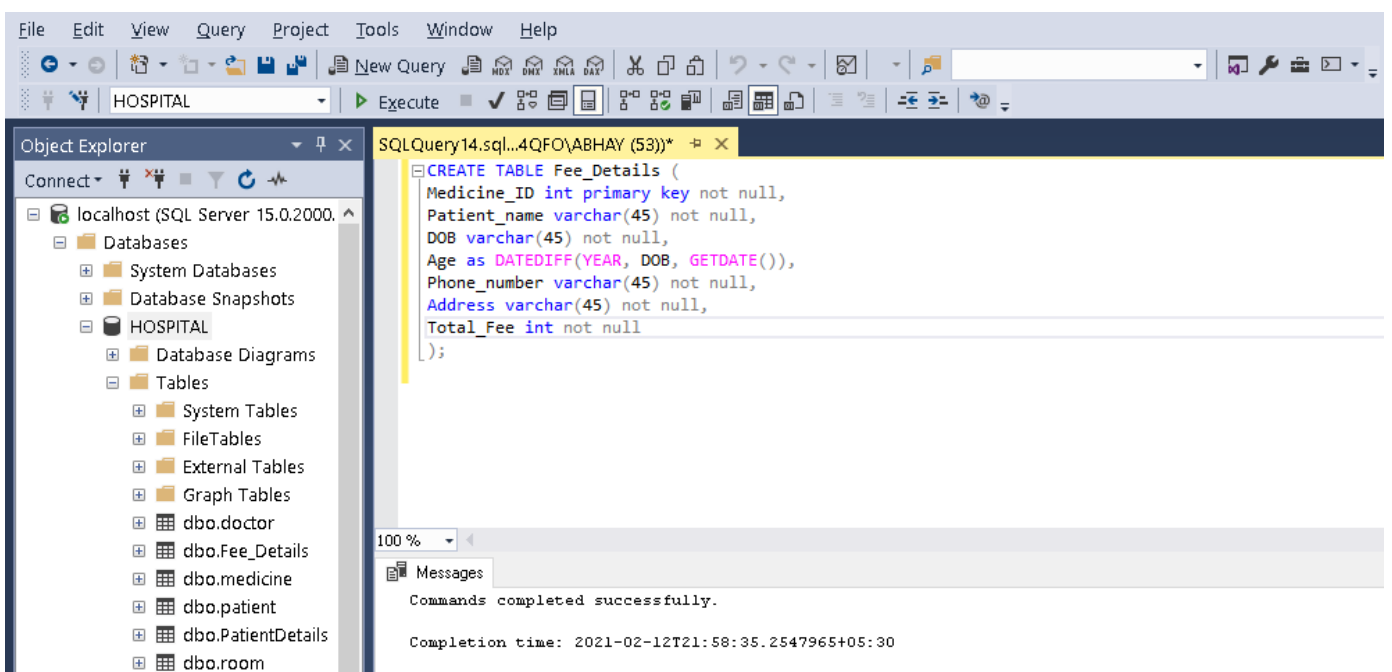 File Edit View Query Project Tools Window Help
New Query MDX DMX XMLA DAX
HOSPITAL Execute
Object Explorer
Connect
localhost (SQL Server 15.0.2000.
Databases
System Databases
Database Snapshots
HOSPITAL
Database Diagrams
Tables
System Tables
FileTables
External Tables
Graph Tables
dbo.doctor
dbo.Fee_Details
dbo.medicine
dbo.patient
dbo.PatientDetails
dbo.room
SQLQuery14.sql...4QFO\ABHAY (53))*
CREATE TABLE Fee_Details (
Medicine_ID int primary key not null,
Patient_name varchar(45) not null,
DOB varchar(45) not null,
Age as DATEDIFF(YEAR, DOB, GETDATE()),
Phone_number varchar(45) not null,
Address varchar(45) not null,
Total_Fee int not null
);
100 %
Messages
Commands completed successfully.
Completion time: 2021-02-12T21:58:35.2547965+05:30